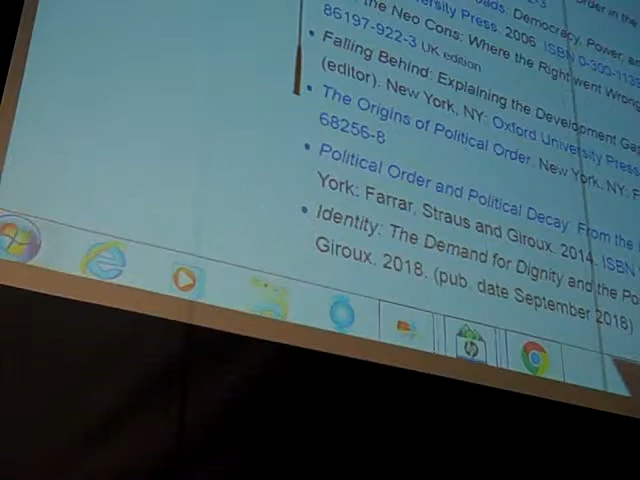 oads: Democracy, Power, an
ersity Press. 2006 ISBN 0-300-113
the Neo Cons: Where the Right went Wrong
86197-922-3 UK edition
• Falling Behind: Explaining the Development Gap
(editor). New York, NY: Oxford University Press
• The Origins of Political Order. New York, NY: F
68256-8
• Political Order and Political Decay: From the
York: Farrar, Straus and Giroux. 2014. ISBN
• Identity: The Demand for Dignity and the Po
Giroux. 2018. (pub. date September 2018)
hp